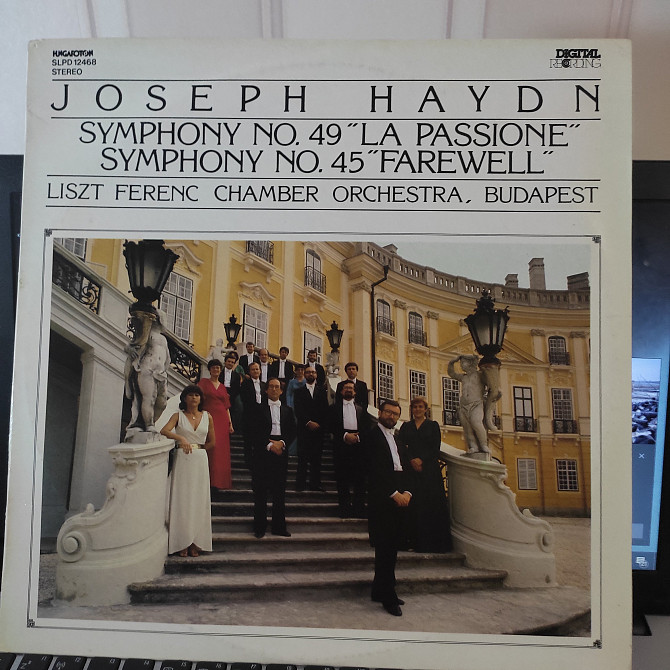 HUNGAROTON
SLPD 12468
STEREO
DIGITAL
RECORDING
JOSEPH HAYDN
SYMPHONY NO. 49 "LA PASSIONE"
SYMPHONY NO. 45 "FAREWELL"
LISZT FERENC CHAMBER ORCHESTRA, BUDAPEST